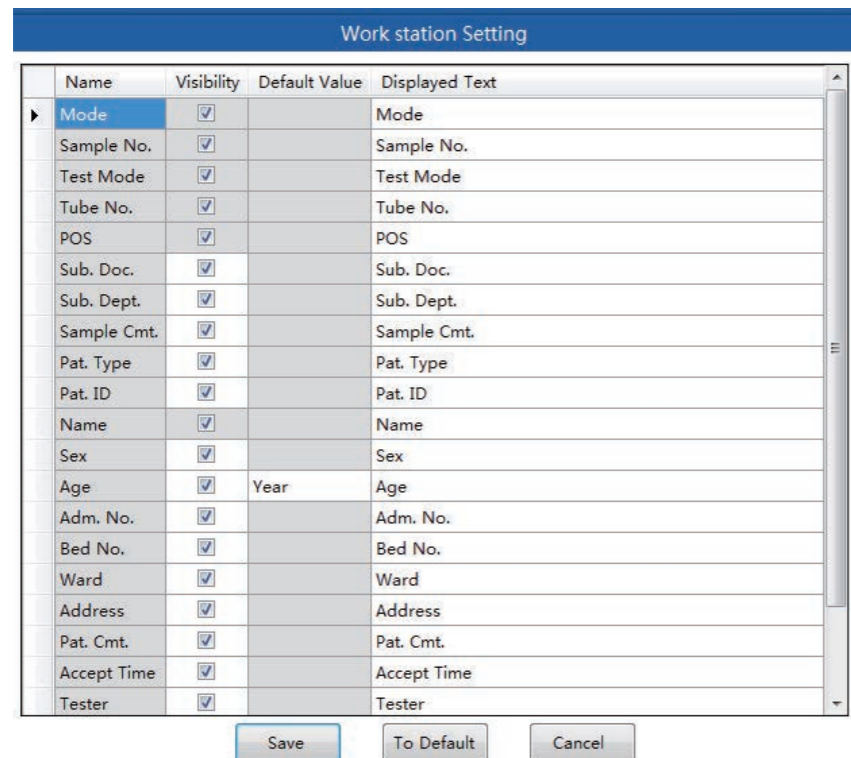 Work station Setting
Name Visibility Default Value Displayed Text
Mode Mode
Sample No. Sample No.
Test Mode Test Mode
Tube No. Tube No.
POS POS
Sub. Doc. Sub. Doc.
Sub. Dept. Sub. Dept.
Sample Cmt. Sample Cmt.
Pat. Type Pat. Type
Pat. ID Pat. ID
Name Name
Sex Sex
Age Year Age
Adm. No. Adm. No.
Bed No. Bed No.
Ward Ward
Address Address
Pat. Cmt. Pat. Cmt.
Accept Time Accept Time
Tester Tester
Save To Default Cancel